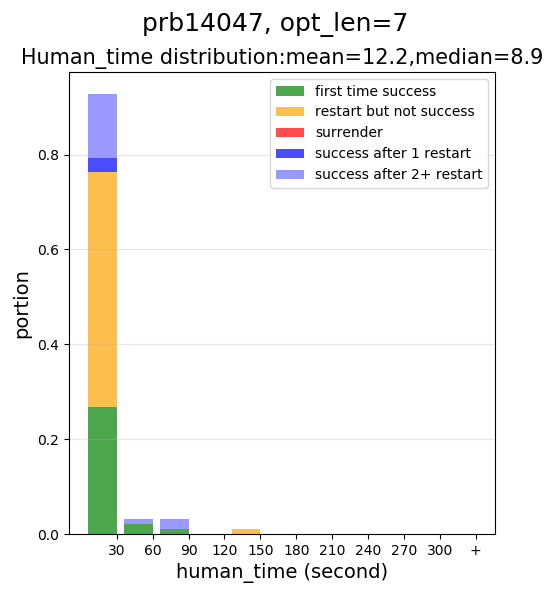 prb14047, opt_len=7
Human_time distribution:mean=12.2,median=8.9
first time success
restart but not success
surrender
success after 1 restart
success after 2+ restart
portion
0.8
0.6
0.4
0.2
0.0
30 60 90 120 150 180 210 240 270 300 +
human_time (second)